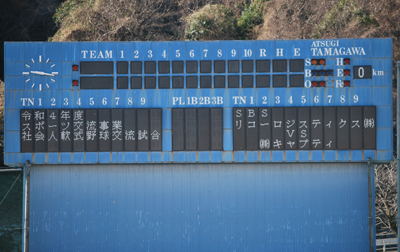 TEAM 1 2 3 4 5 6 7 8 9 10 R H E
ATSUGI
TAMAGAWA
S H
B E
O R
0 km
TN 1 2 3 4 5 6 7 8 9 PL 1B 2B 3B TN 1 2 3 4 5 6 7 8 9
令和4年度
スポーツ交流事業
社会人軟式野球交流試合
SBS
リコーロジスティクス㈱
VS
㈱キャプティ